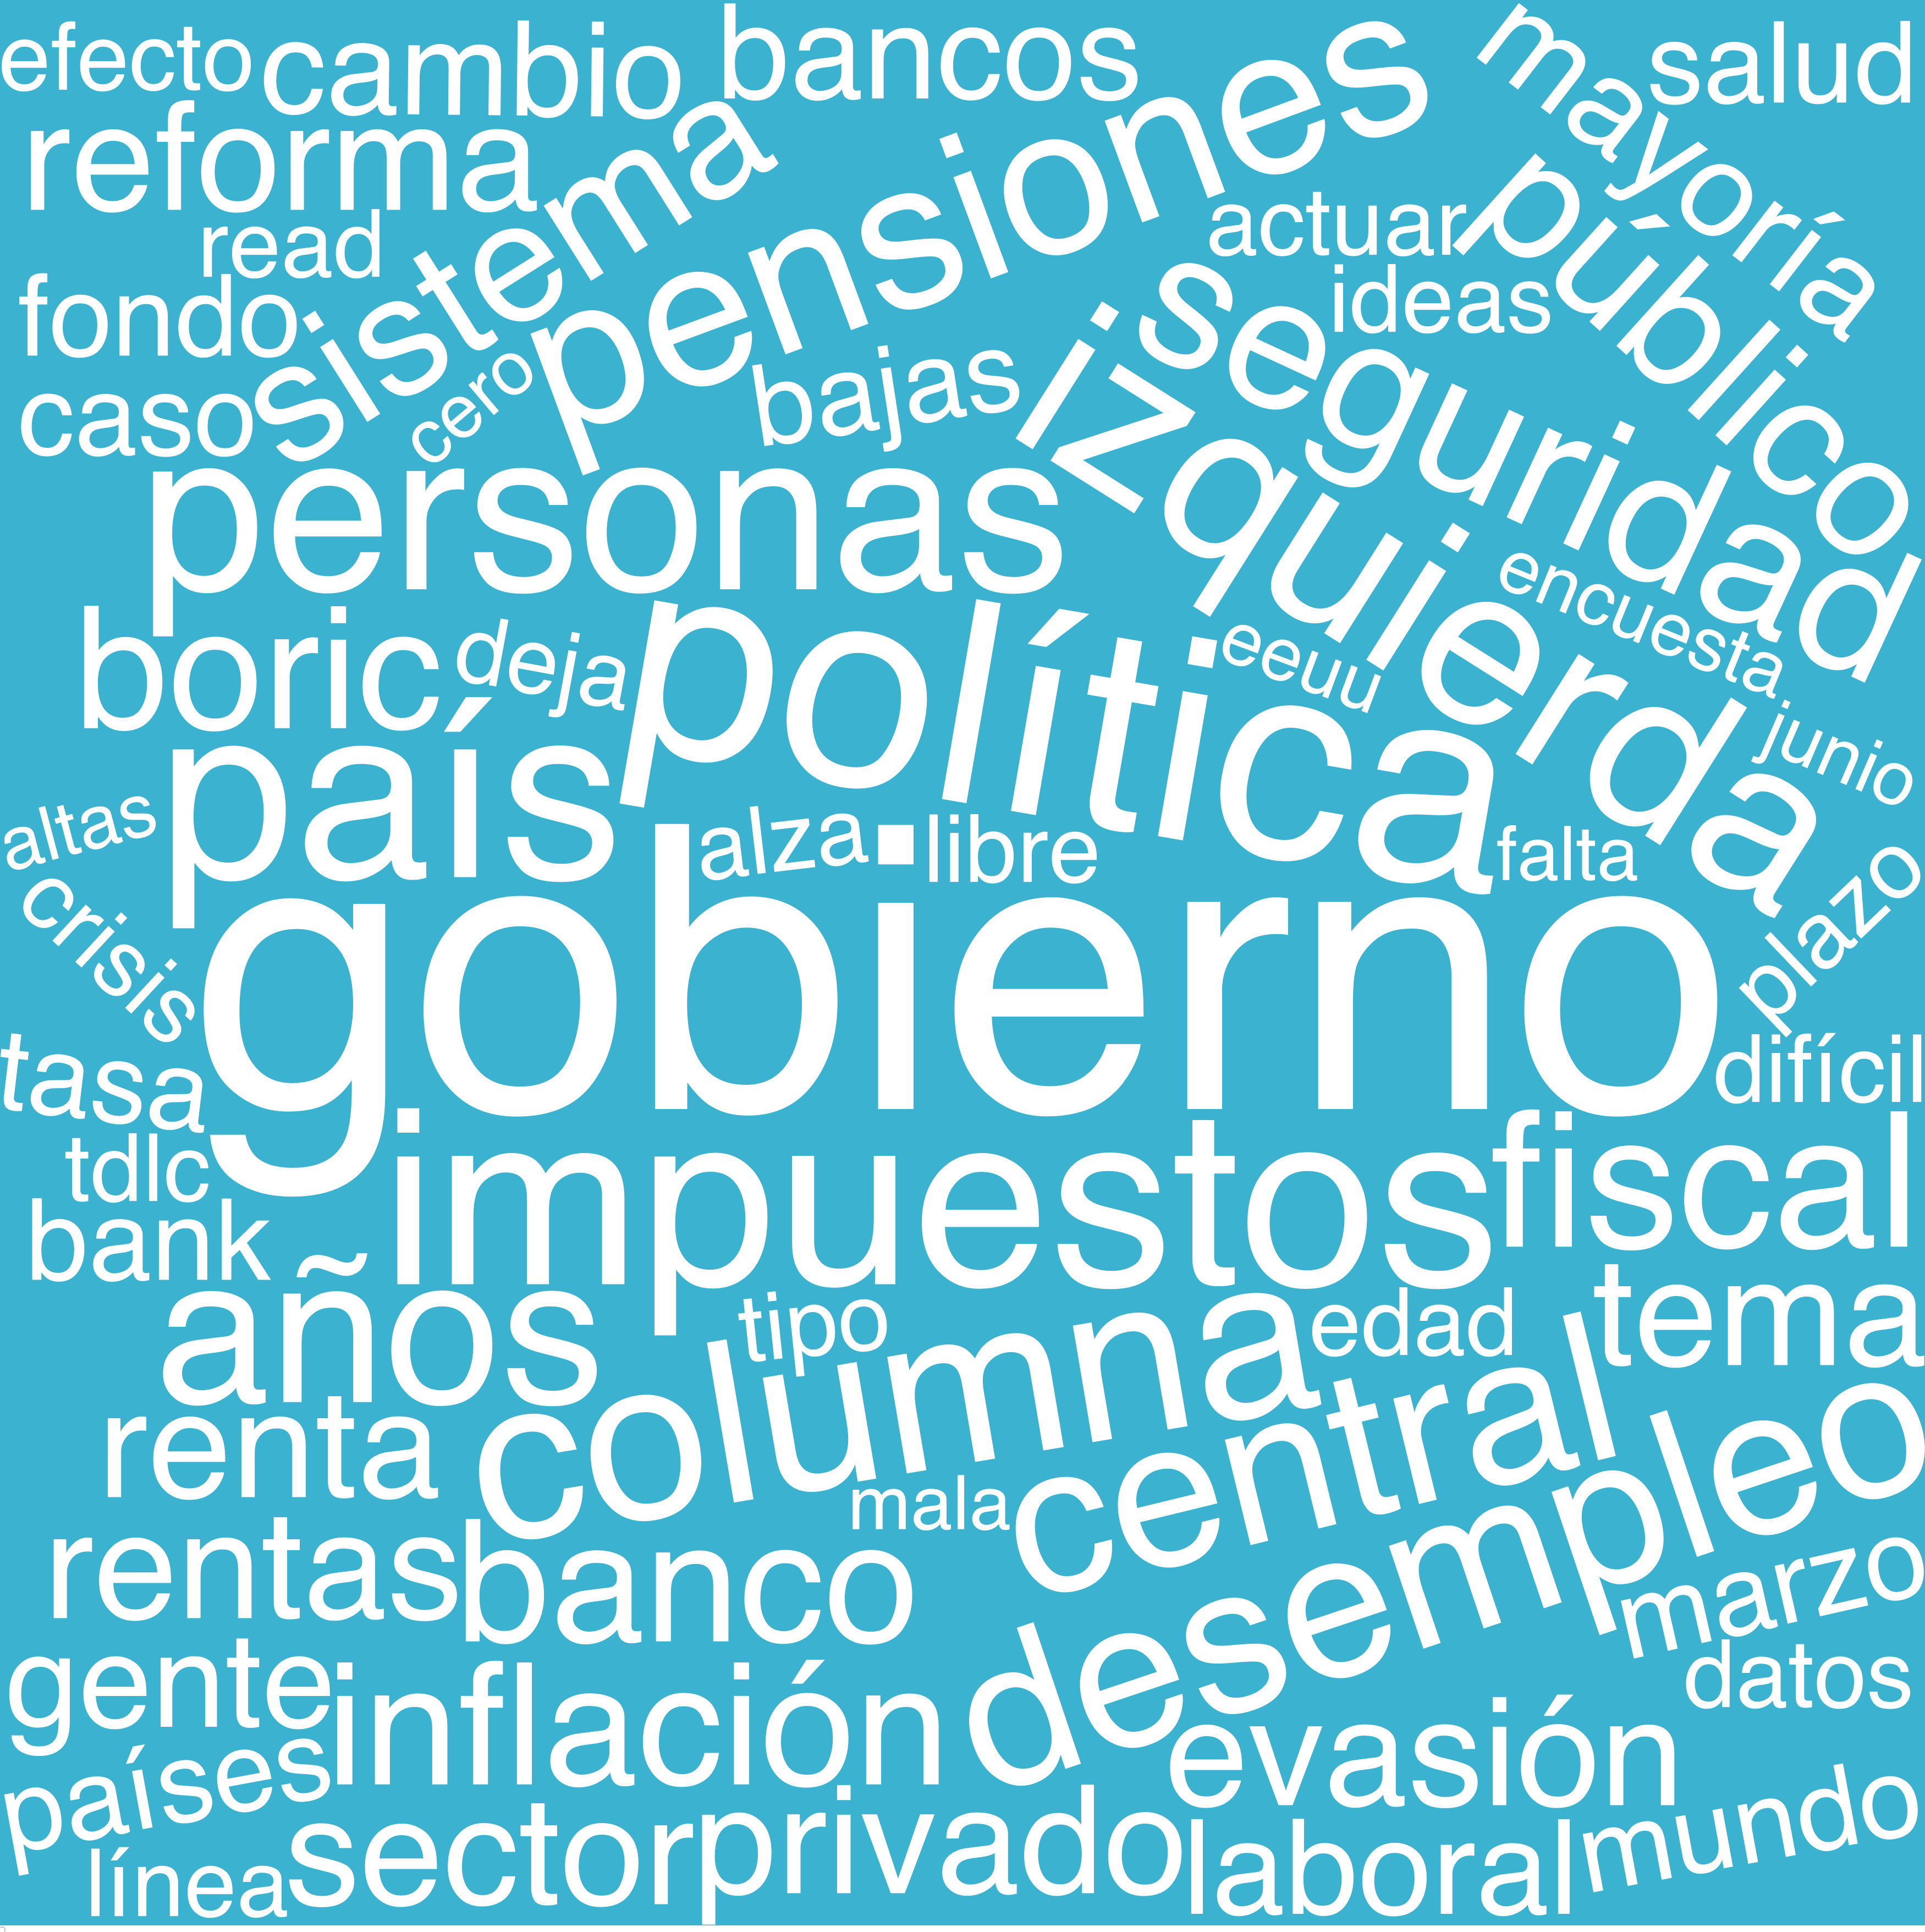 efecto
cambio
bancos
salud
mayoría
reforma
sistema
pensiones
público
read
actuar
fondo
ideas
seguridad
cero
bajas
izquierda
caso
personas
encuesta
boric
deja
política
eeuu
junio
país
altas
alza
-
libre
falta
plazo
christis
gobierno
tasa
difícil
tdlc
impuestos
fiscal
bank
años
tipo
columna
edad
tema
renta
central
mala
desempleo
rentas
banco
marzo
gente
inflación
datos
países
evasión
línea
sector
privado
laboral
mundo